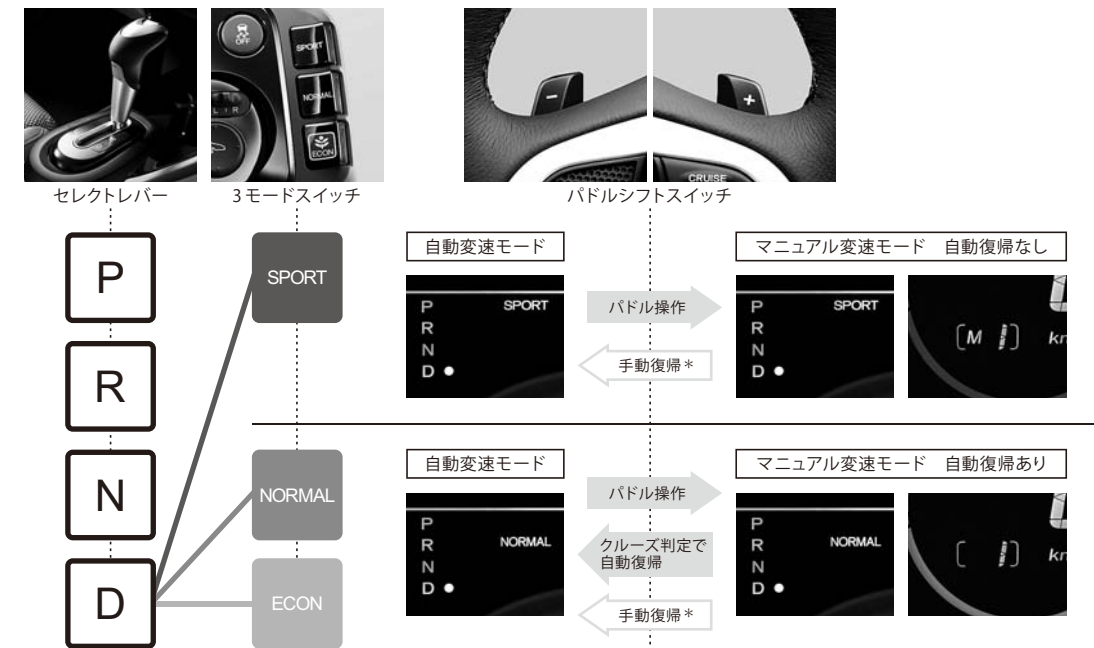 OFF
SPORT
NORMAL
ECON
L R
−
+
CRUISE
セレクトレバー
3モードスイッチ
パドルシフトスイッチ
P
R
N
D
SPORT
NORMAL
ECON
自動変速モード
マニュアル変速モード 自動復帰なし
P SPORT
R
N
D
パドル操作
手動復帰*
P SPORT
R
N
D
[M 1]
km
自動変速モード
マニュアル変速モード 自動復帰あり
P
R NORMAL
N
D
パドル操作
クルーズ判定で
自動復帰
手動復帰*
P
R NORMAL
N
D
[ 1]
km